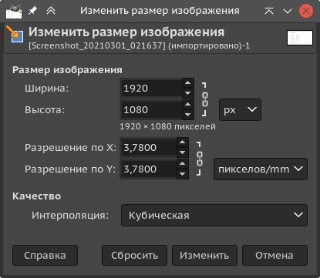 Изменить размер изображения
Изменить размер изображения
[Screenshot_20210301_021637] (импортировано)-1
Размер изображения
Ширина: 1920
Высота: 1080 px
1920 × 1080 пикселей
Разрешение по X: 3,7800
Разрешение по Y: 3,7800 пикселов/mm
Качество
Интерполяция: Кубическая
Справка Сбросить Изменить Отмена